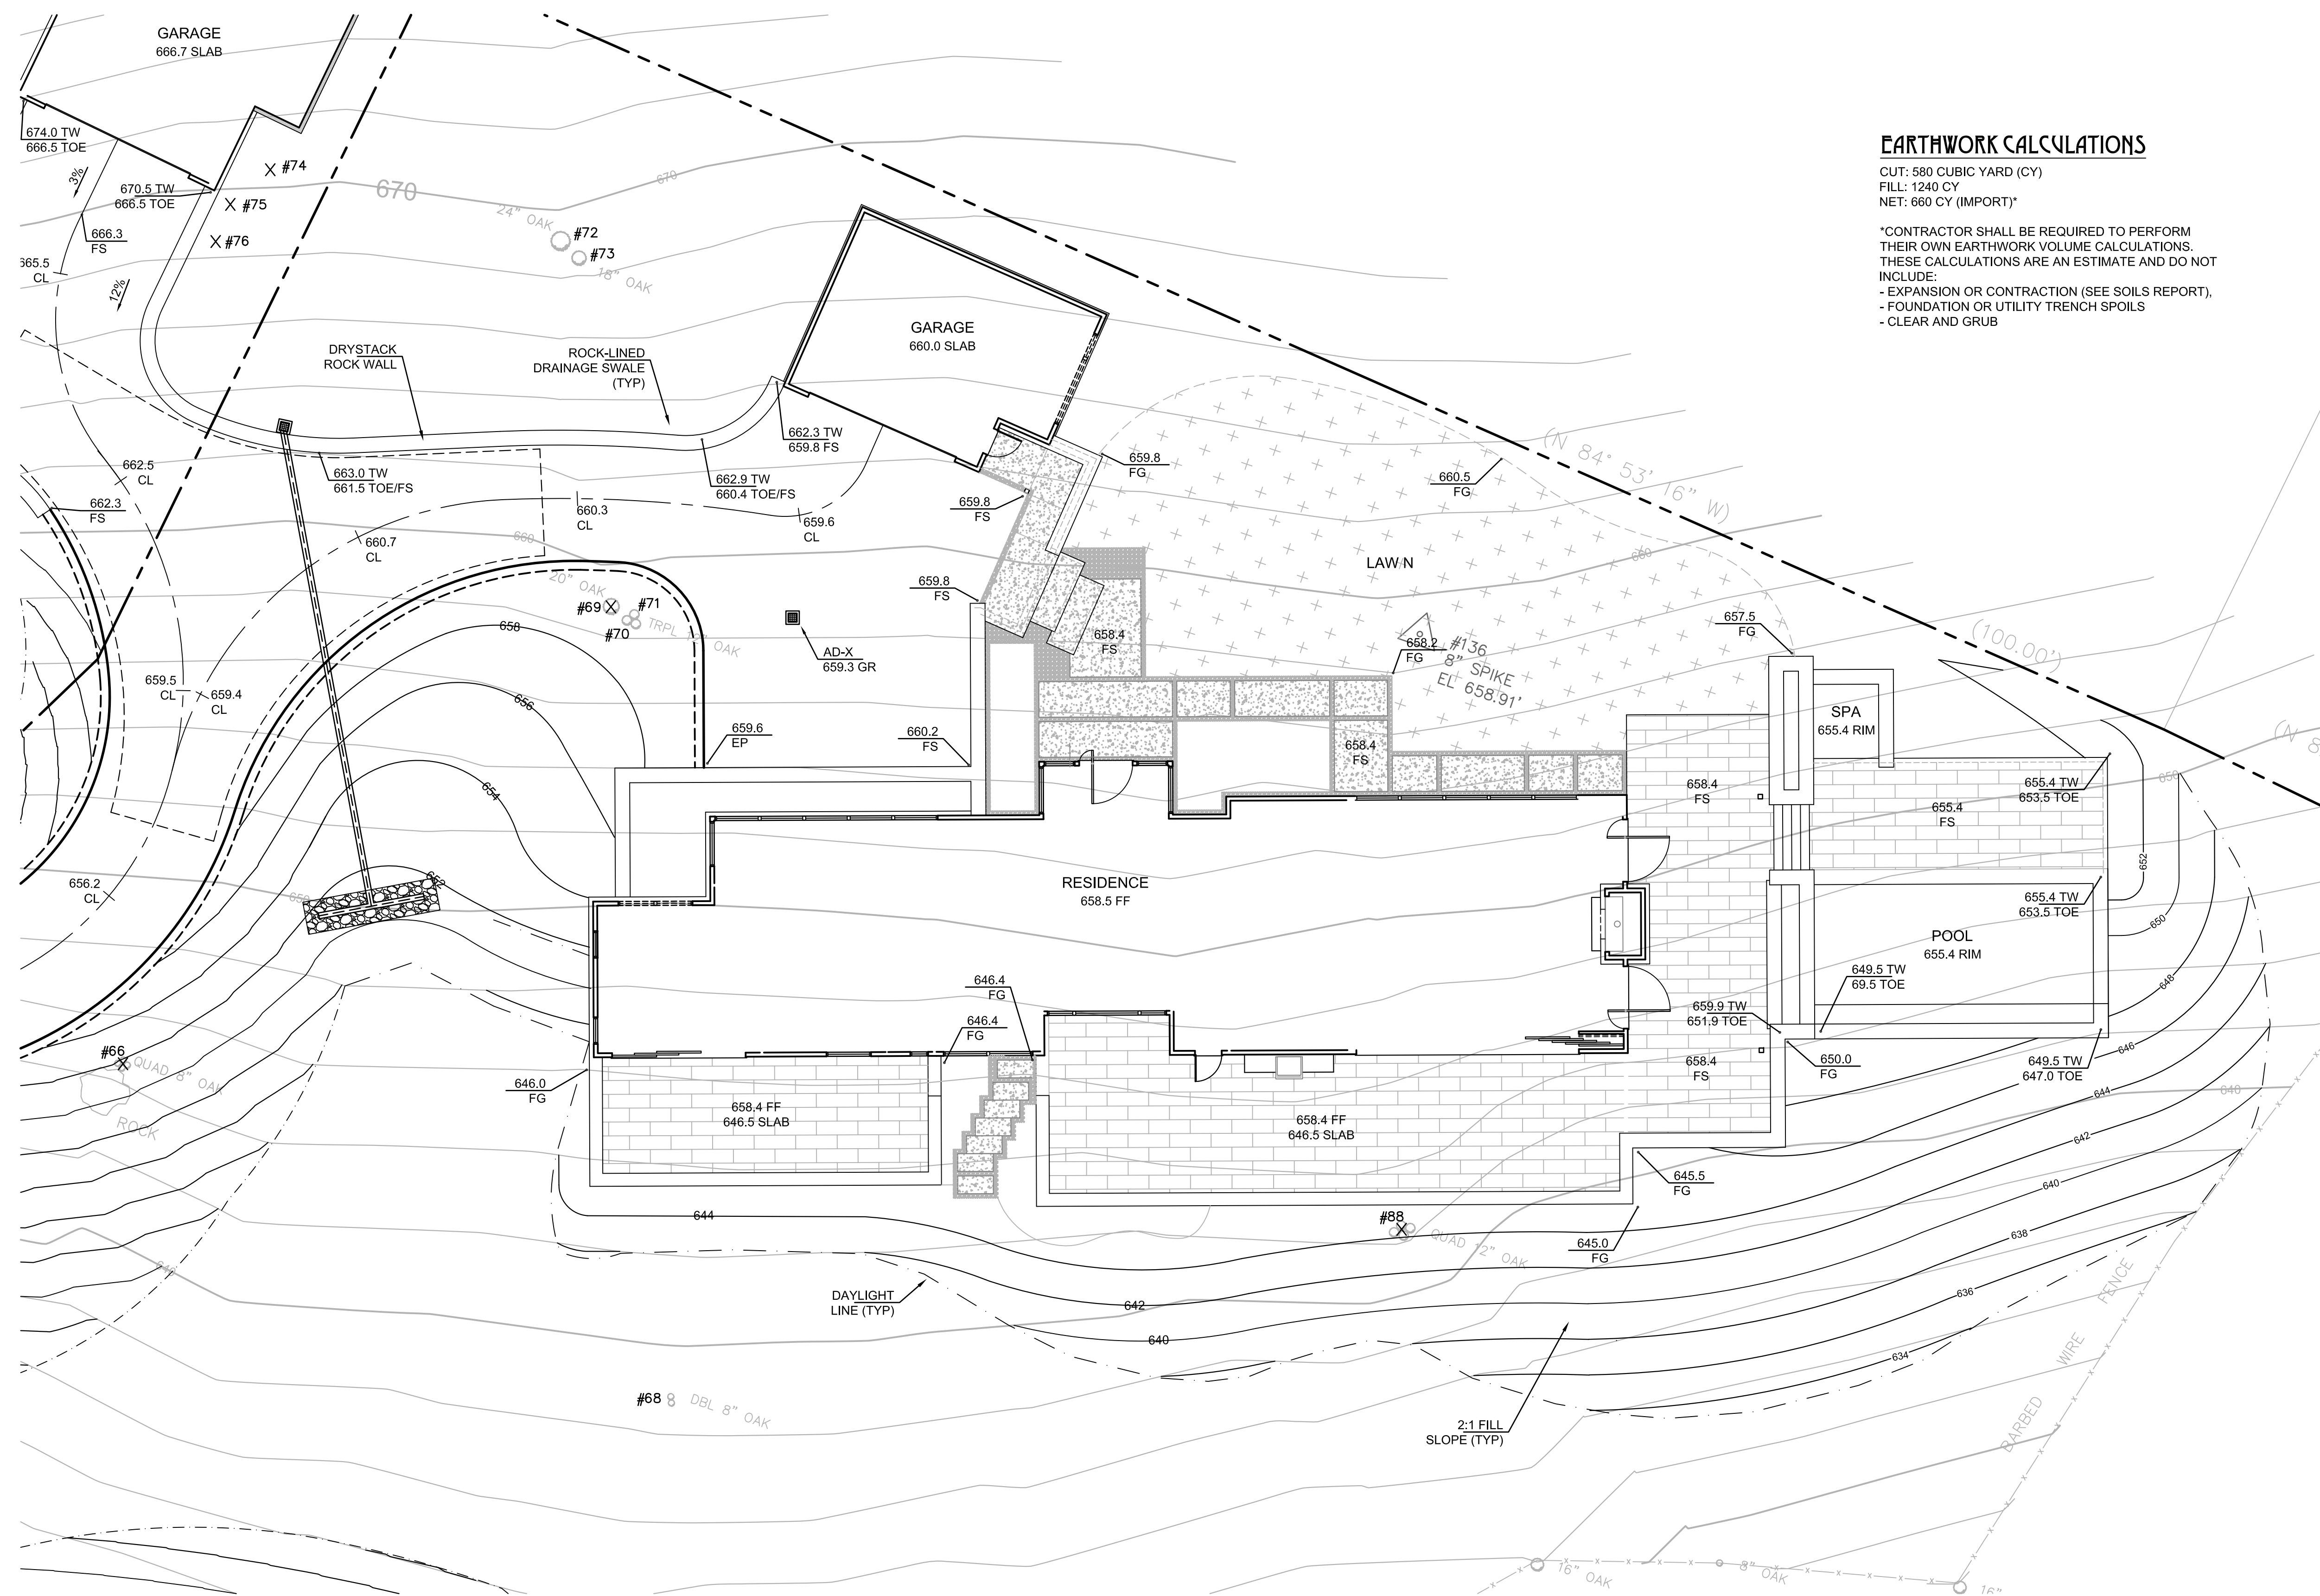 GARAGE
666.7 SLAB
674.0 TW
666.5 TOE
3%
670.5 TW
666.5 TOE
X #74
X #75
X #76
670
670
666.3
FS
665.5
CL
12%
24" OAK
#72
#73
18" OAK
EARTHWORK CALCULATIONS
CUT: 580 CUBIC YARD (CY)
FILL: 1240 CY
NET: 660 CY (IMPORT)*
*CONTRACTOR SHALL BE REQUIRED TO PERFORM
THEIR OWN EARTHWORK VOLUME CALCULATIONS.
THESE CALCULATIONS ARE AN ESTIMATE AND DO NOT
INCLUDE:
- EXPANSION OR CONTRACTION (SEE SOILS REPORT),
- FOUNDATION OR UTILITY TRENCH SPOILS
- CLEAR AND GRUB
GARAGE
660.0 SLAB
DRYSTACK
ROCK WALL
ROCK-LINED
DRAINAGE SWALE
(TYP)
662.3 TW
659.8 FS
662.5
CL
663.0 TW
661.5 TOE/FS
662.9 TW
660.4 TOE/FS
659.8
FG
660.5
FG
(N 84° 53' 16" W)
662.3
FS
660.3
CL
659.6
CL
659.8
FS
660.7
CL
660
660
LAWN
20" OAK
#69
#71
#70
659.8
FS
658
AD-X
659.3 GR
658.4
FS
658.2
FG
#136
8" SPIKE
EL 658.91'
657.5
FG
(100.00')
659.5
CL
659.4
CL
656
659.6
EP
660.2
FS
658.4
FS
SPA
655.4 RIM
654
658.4
FS
655.4
FS
655.4 TW
653.5 TOE
650
652
656.2
CL
652
650
RESIDENCE
658.5 FF
655.4 TW
653.5 TOE
650
POOL
655.4 RIM
646.4
FG
649.5 TW
69.5 TOE
648
646.4
FG
659.9 TW
651.9 TOE
#66
QUAD 8" OAK
ROCK
646.0
FG
658.4
FS
650.0
FG
649.5 TW
647.0 TOE
646
644
640
658.4 FF
646.5 SLAB
658.4 FF
646.5 SLAB
642
645.5
FG
640
644
#88
QUAD 12" OAK
645.0
FG
638
640
DAYLIGHT
LINE (TYP)
642
640
636
634
BARBED WIRE FENCE
#68
DBL 8" OAK
2:1 FILL
SLOPE (TYP)
16" OAK
8" OAK
16"